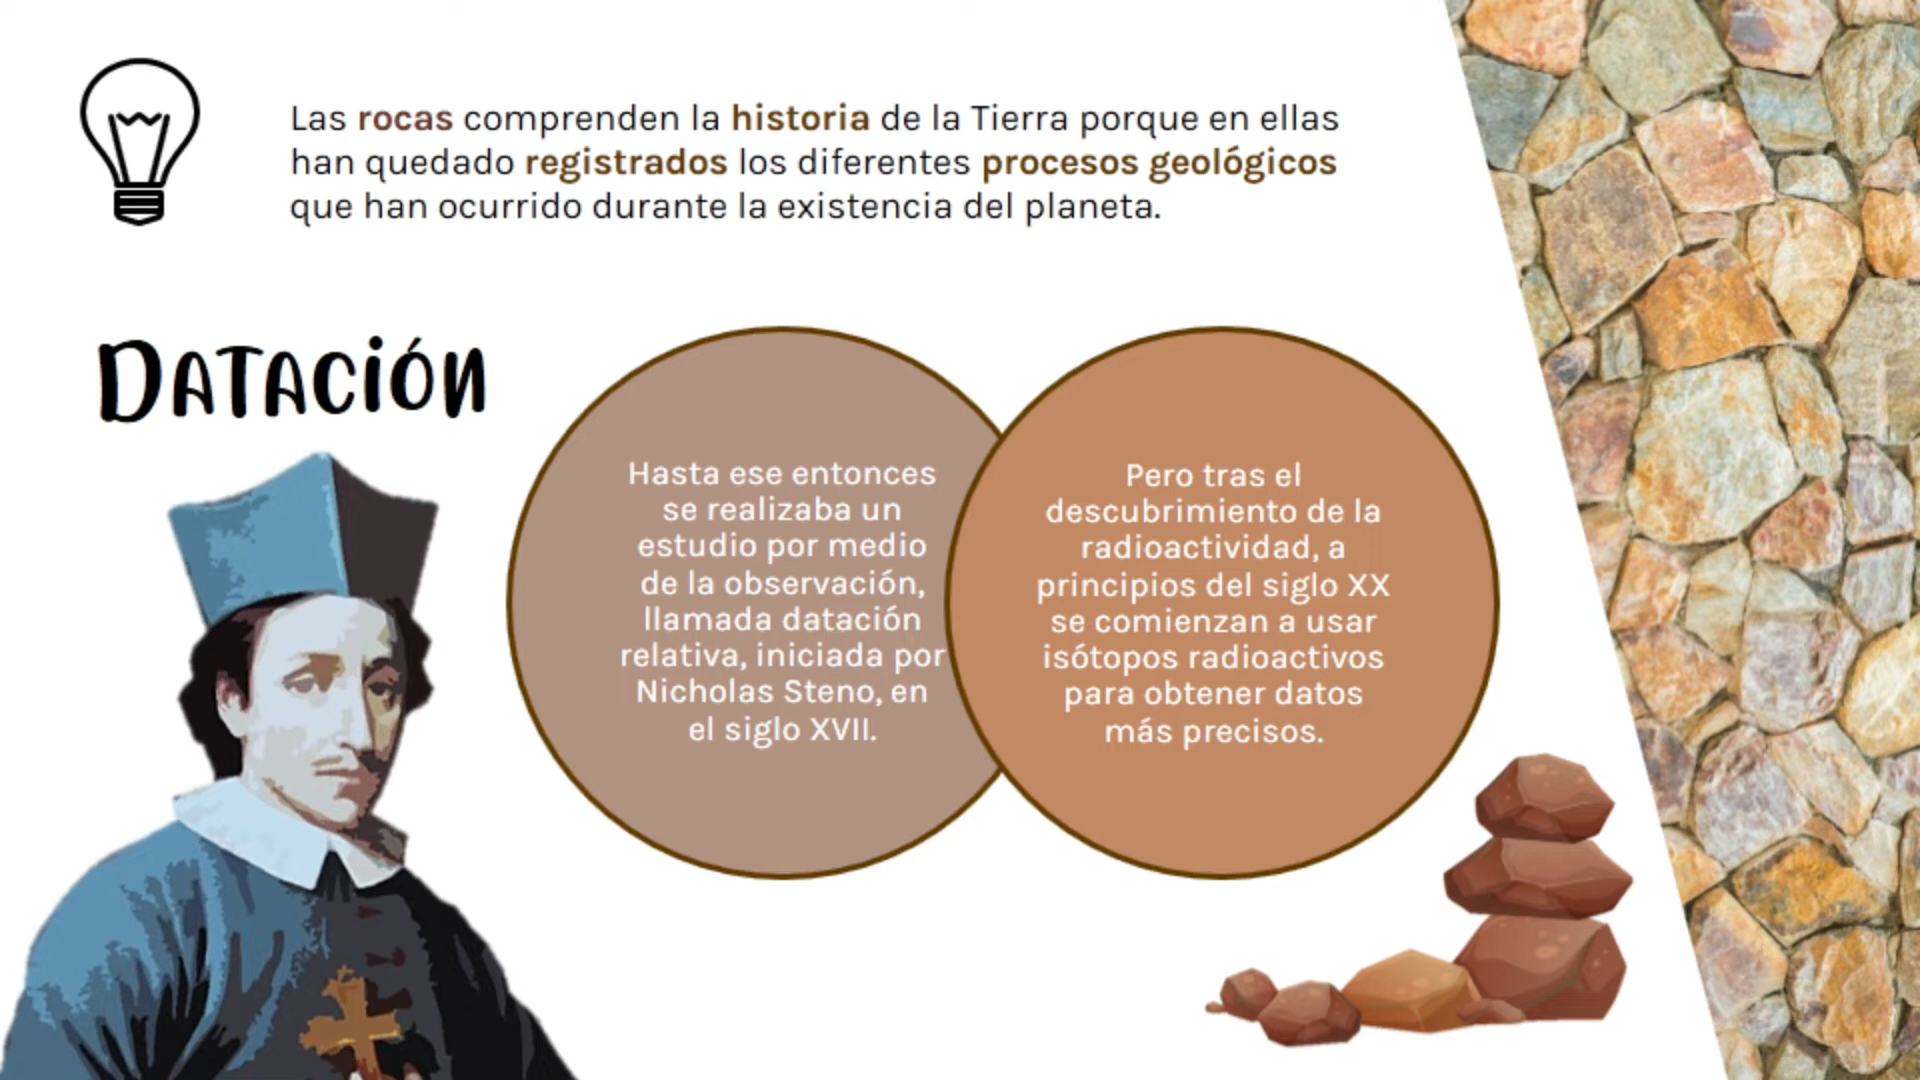 Las rocas comprenden la historia de la Tierra porque en ellas
han quedado registrados los diferentes procesos geológicos
que han ocurrido durante la existencia del planeta.
DATACIÓN
Hasta ese entonces
se realizaba un
estudio por medio
de la observación,
llamada datación
relativa, iniciada por
Nicholas Steno, en
el siglo XVII.
Pero tras el
descubrimiento de la
radioactividad, a
principios del siglo XX
se comienzan a usar
isótopos radioactivos
para obtener datos
más precisos.